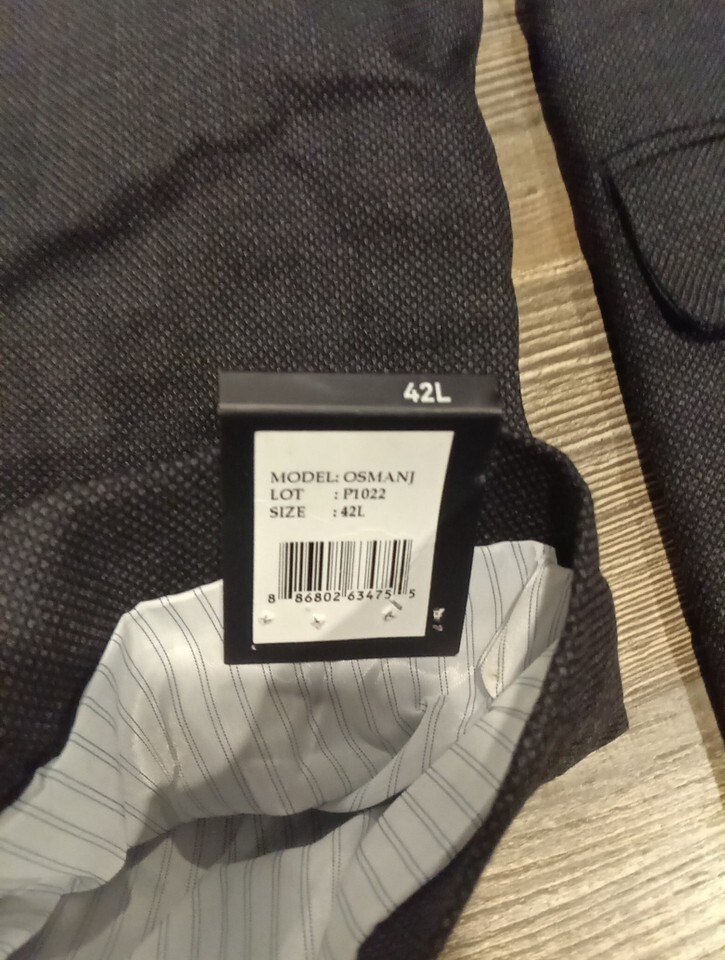 42L
MODEL: OSMANJ
LOT : P1022
SIZE : 42L
8 86802 63475 5